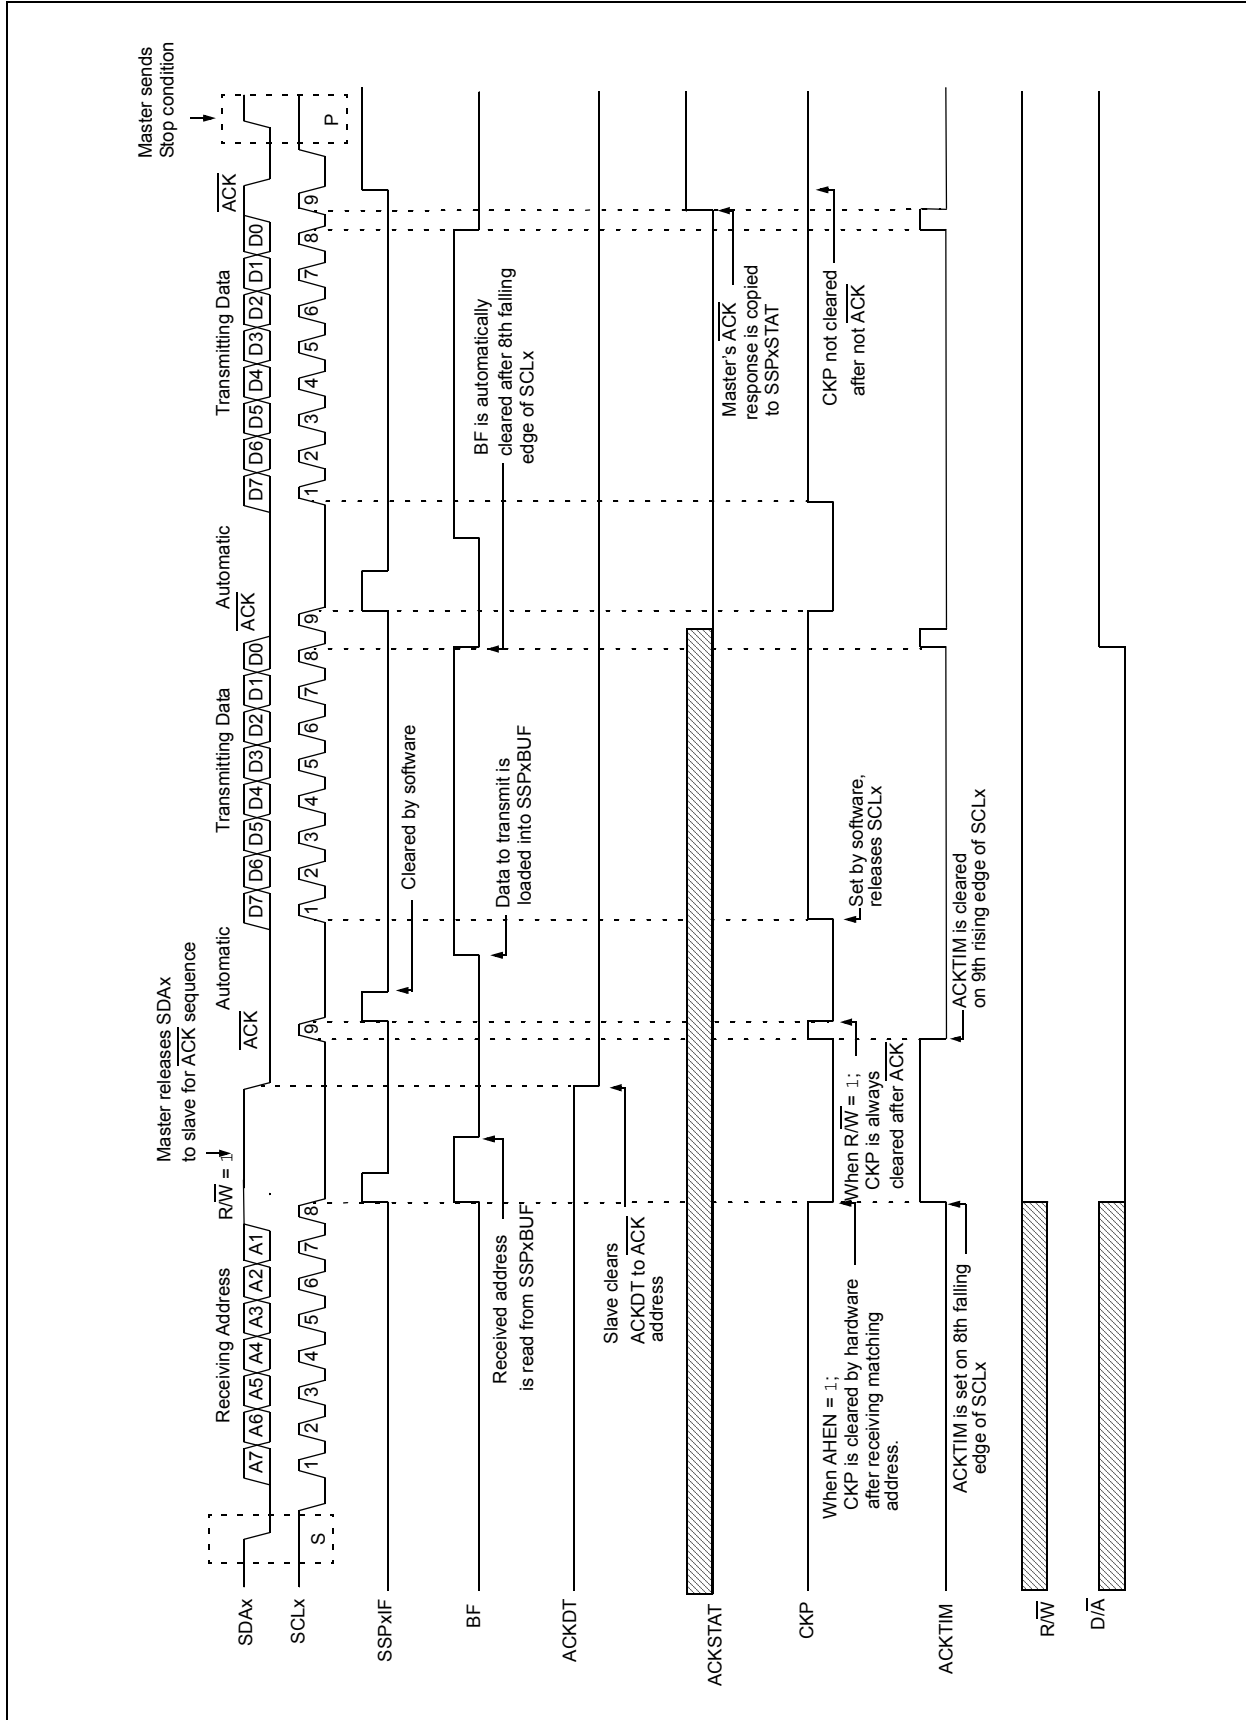 Master sends
Stop condition
Master releases SDAx
to slave for ACK sequence
Receiving Address
R/W = 1
ACK
Automatic
Transmitting Data
ACK
Automatic
Transmitting Data
ACK
SDAx
A7 A6 A5 A4 A3 A2 A1
D7 D6 D5 D4 D3 D2 D1 D0
D7 D6 D5 D4 D3 D2 D1 D0
SCLx
S
1 2 3 4 5 6 7 8 9
1 2 3 4 5 6 7 8 9
1 2 3 4 5 6 7 8 9
P
SSPxIF
Cleared by software
BF
Received address
is read from SSPxBUF
Data to transmit is
loaded into SSPxBUF
BF is automatically
cleared after 8th falling
edge of SCLx
ACKDT
Slave clears
ACKDT to ACK
address
ACKSTAT
Master's ACK
response is copied
to SSPxSTAT
CKP
When AHEN = 1;
CKP is cleared by hardware
after receiving matching
address.
When R/W = 1;
CKP is always
cleared after ACK
Set by software,
releases SCLx
CKP not cleared
after not ACK
ACKTIM
ACKTIM is set on 8th falling
edge of SCLx
ACKTIM is cleared
on 9th rising edge of SCLx
R/W
D/A